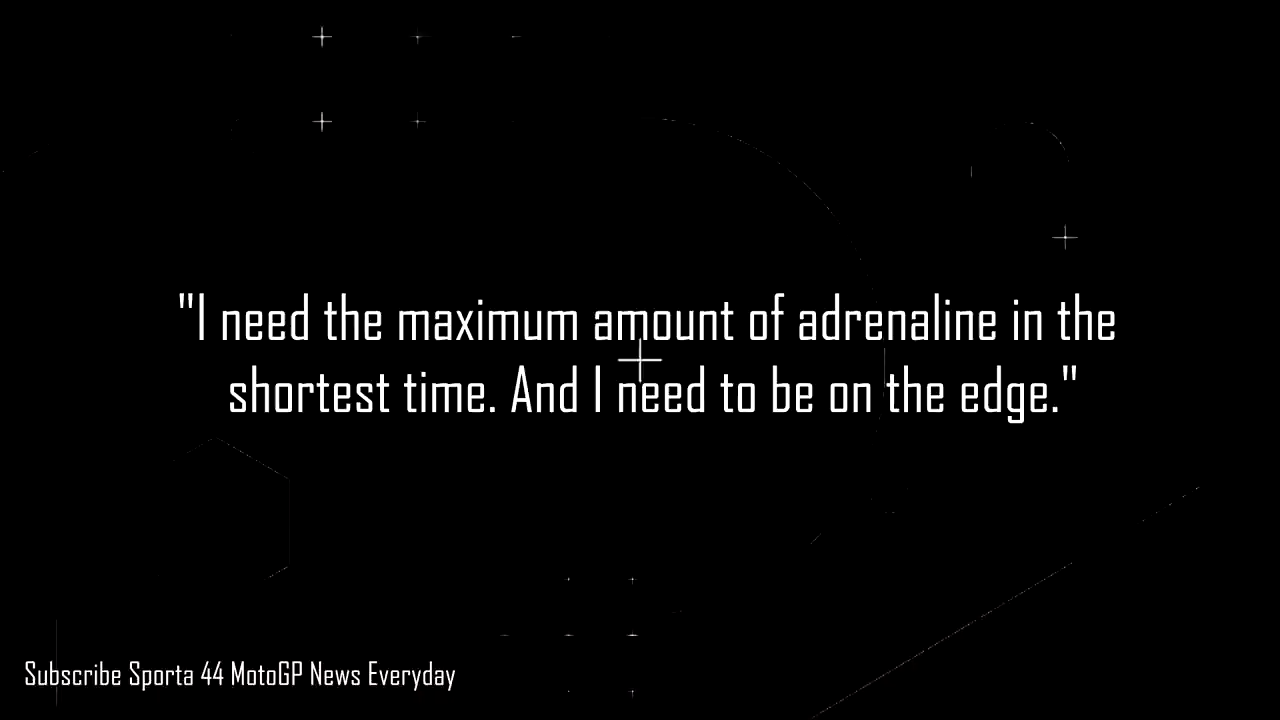 "I need the maximum amount of adrenaline in the
shortest time. And I need to be on the edge."
Subscribe Sporta 44 MotoGP News Everyday